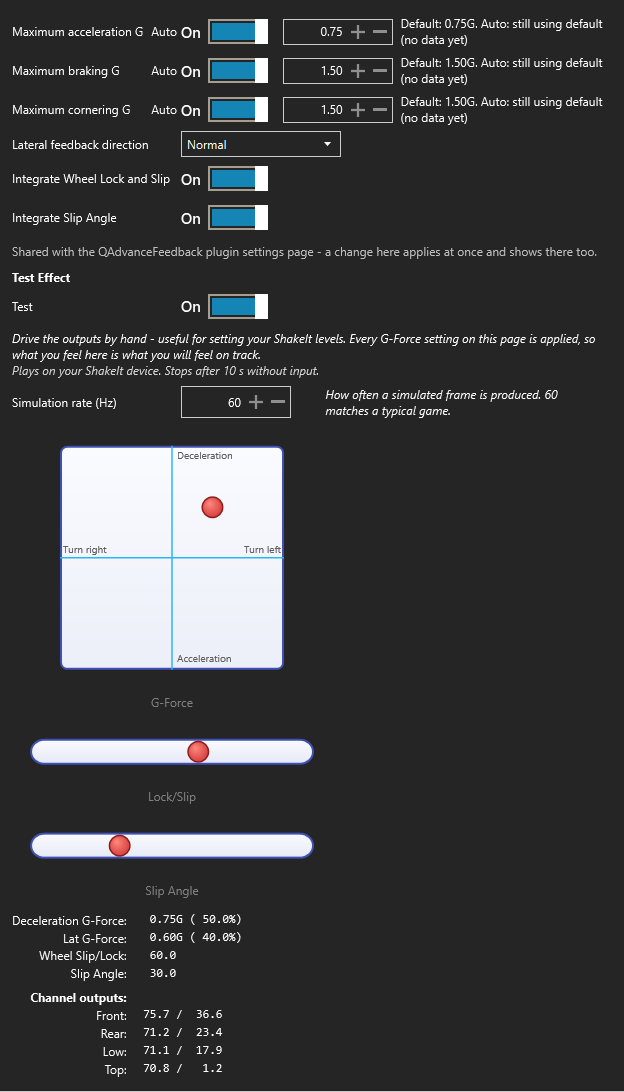 Maximum acceleration G Auto On 0.75 Default: 0.75G. Auto: still using default
(no data yet)
Maximum braking G Auto On 1.50 Default: 1.50G. Auto: still using default
(no data yet)
Maximum cornering G Auto On 1.50 Default: 1.50G. Auto: still using default
(no data yet)
Lateral feedback direction Normal
Integrate Wheel Lock and Slip On
Integrate Slip Angle On
Shared with the QAdvanceFeedback plugin settings page - a change here applies at once and shows there too.
Test Effect
Test On
Drive the outputs by hand - useful for setting your ShakeIt levels. Every G-Force setting on this page is applied, so
what you feel here is what you will feel on track.
Plays on your ShakeIt device. Stops after 10 s without input.
Simulation rate (Hz) 60 How often a simulated frame is produced. 60
matches a typical game.
Deceleration
Turn right Turn left
Acceleration
G-Force
Lock/Slip
Slip Angle
Deceleration G-Force: 0.75G ( 50.0%)
Lat G-Force: 0.60G ( 40.0%)
Wheel Slip/Lock: 60.0
Slip Angle: 30.0
Channel outputs:
Front: 75.7 / 36.6
Rear: 71.2 / 23.4
Low: 71.1 / 17.9
Top: 70.8 / 1.2